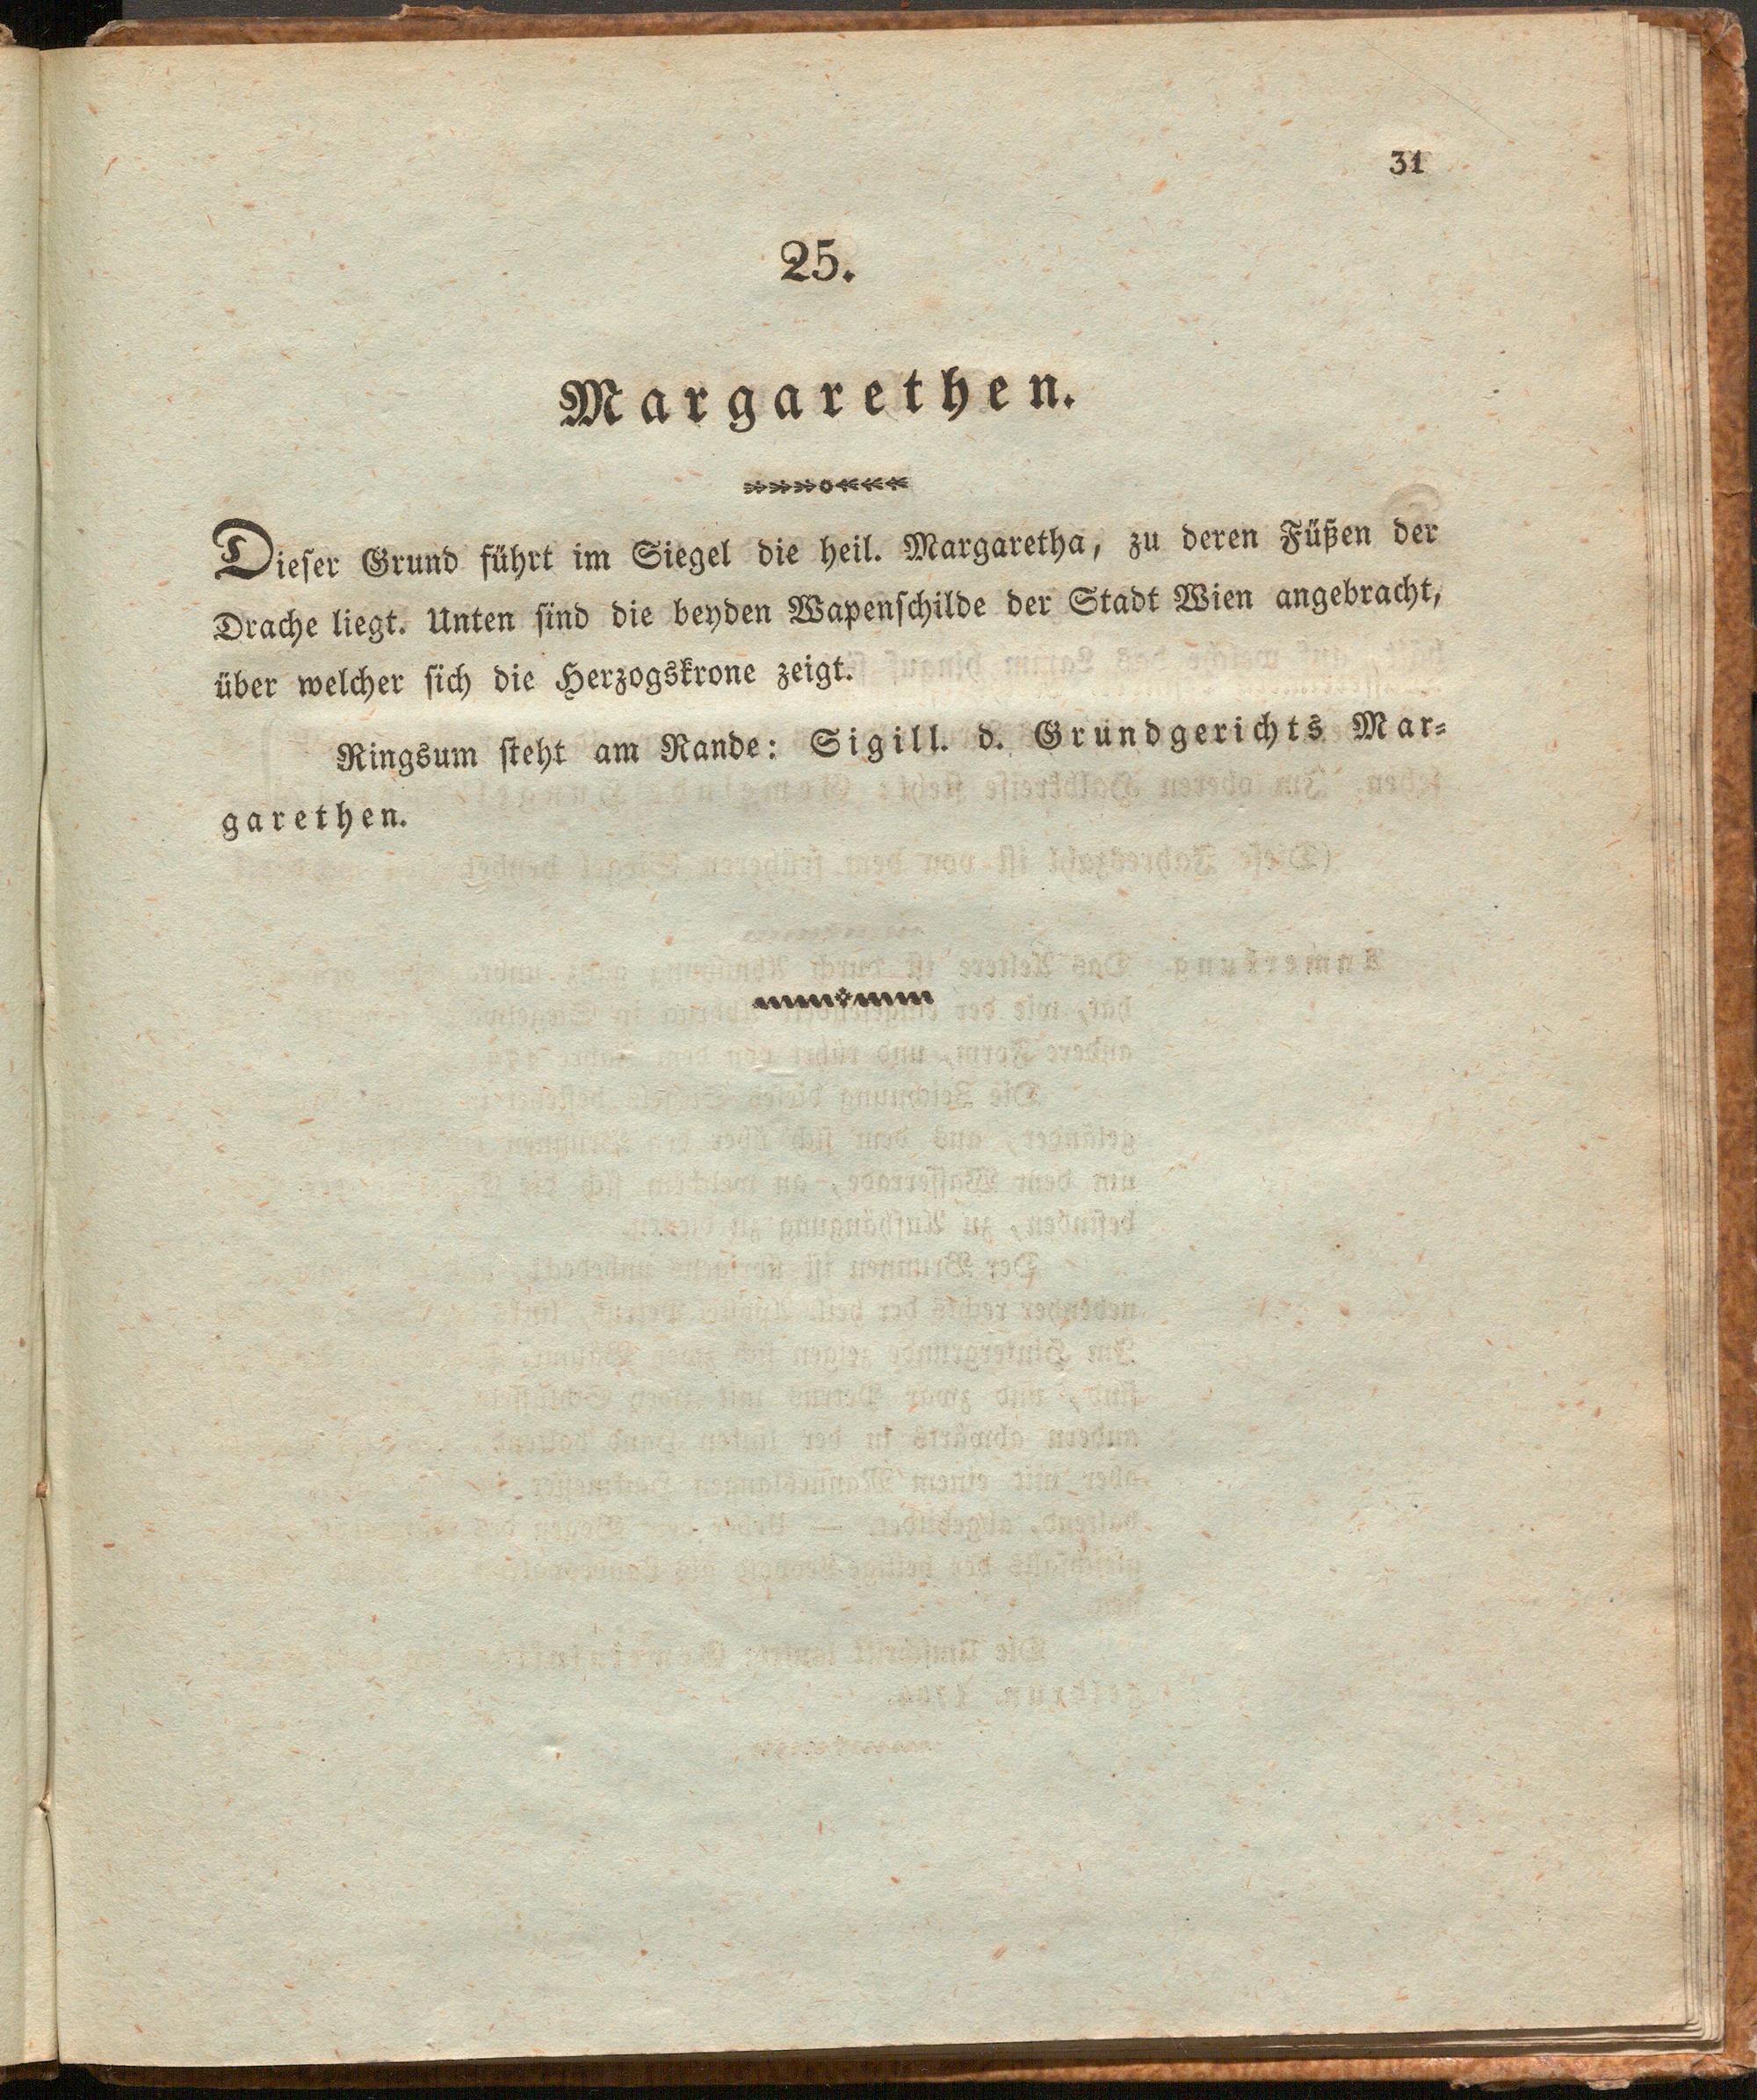 31
25.
Margarethen.
Dieser Grund führt im Siegel die heil. Margaretha, zu deren Füßen der
Drache liegt. Unten sind die beyden Wapenschilde der Stadt Wien angebracht,
über welcher sich die Herzogskrone zeigt.
Ringsum steht am Rande: Sigill. d. Grundgerichts Mar-
garethen.